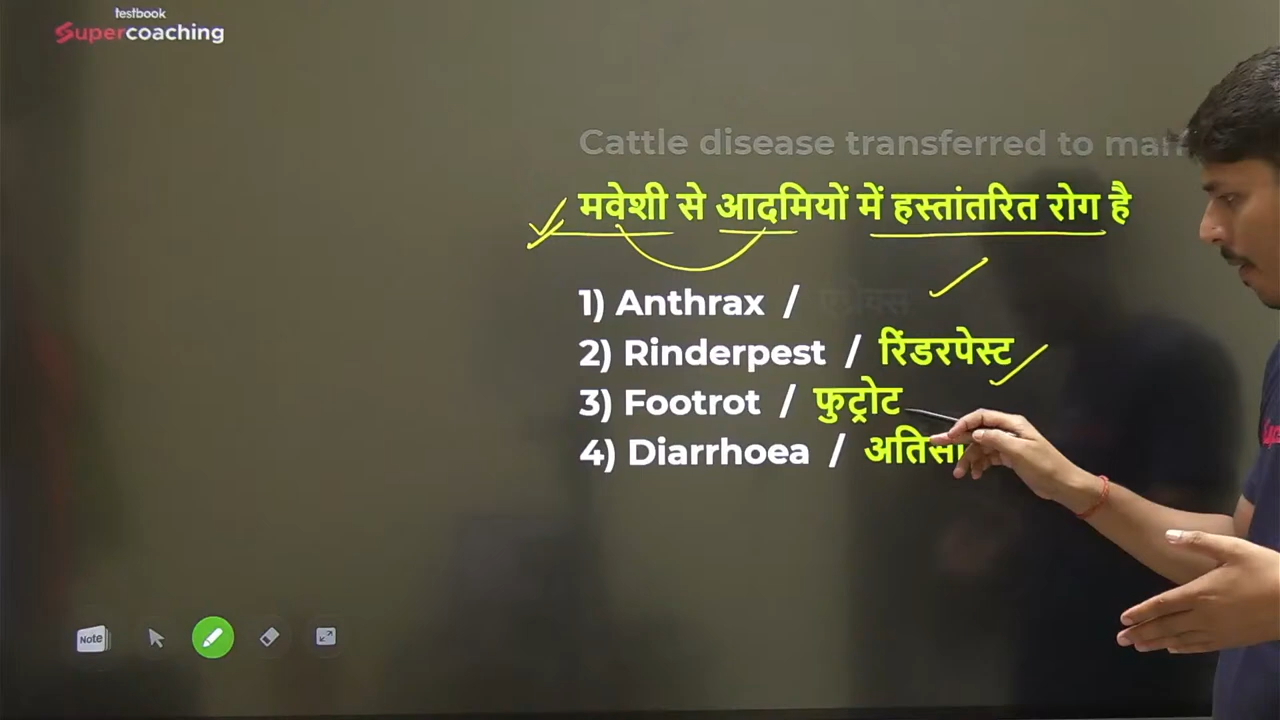 testbook
Supercoaching
Cattle disease transferred to man
मवेशी से आदमियों में हस्तांतरित रोग है
1) Anthrax /
2) Rinderpest / रिंडरपेस्ट
3) Footrot / फुट्रोट
4) Diarrhoea /
Note